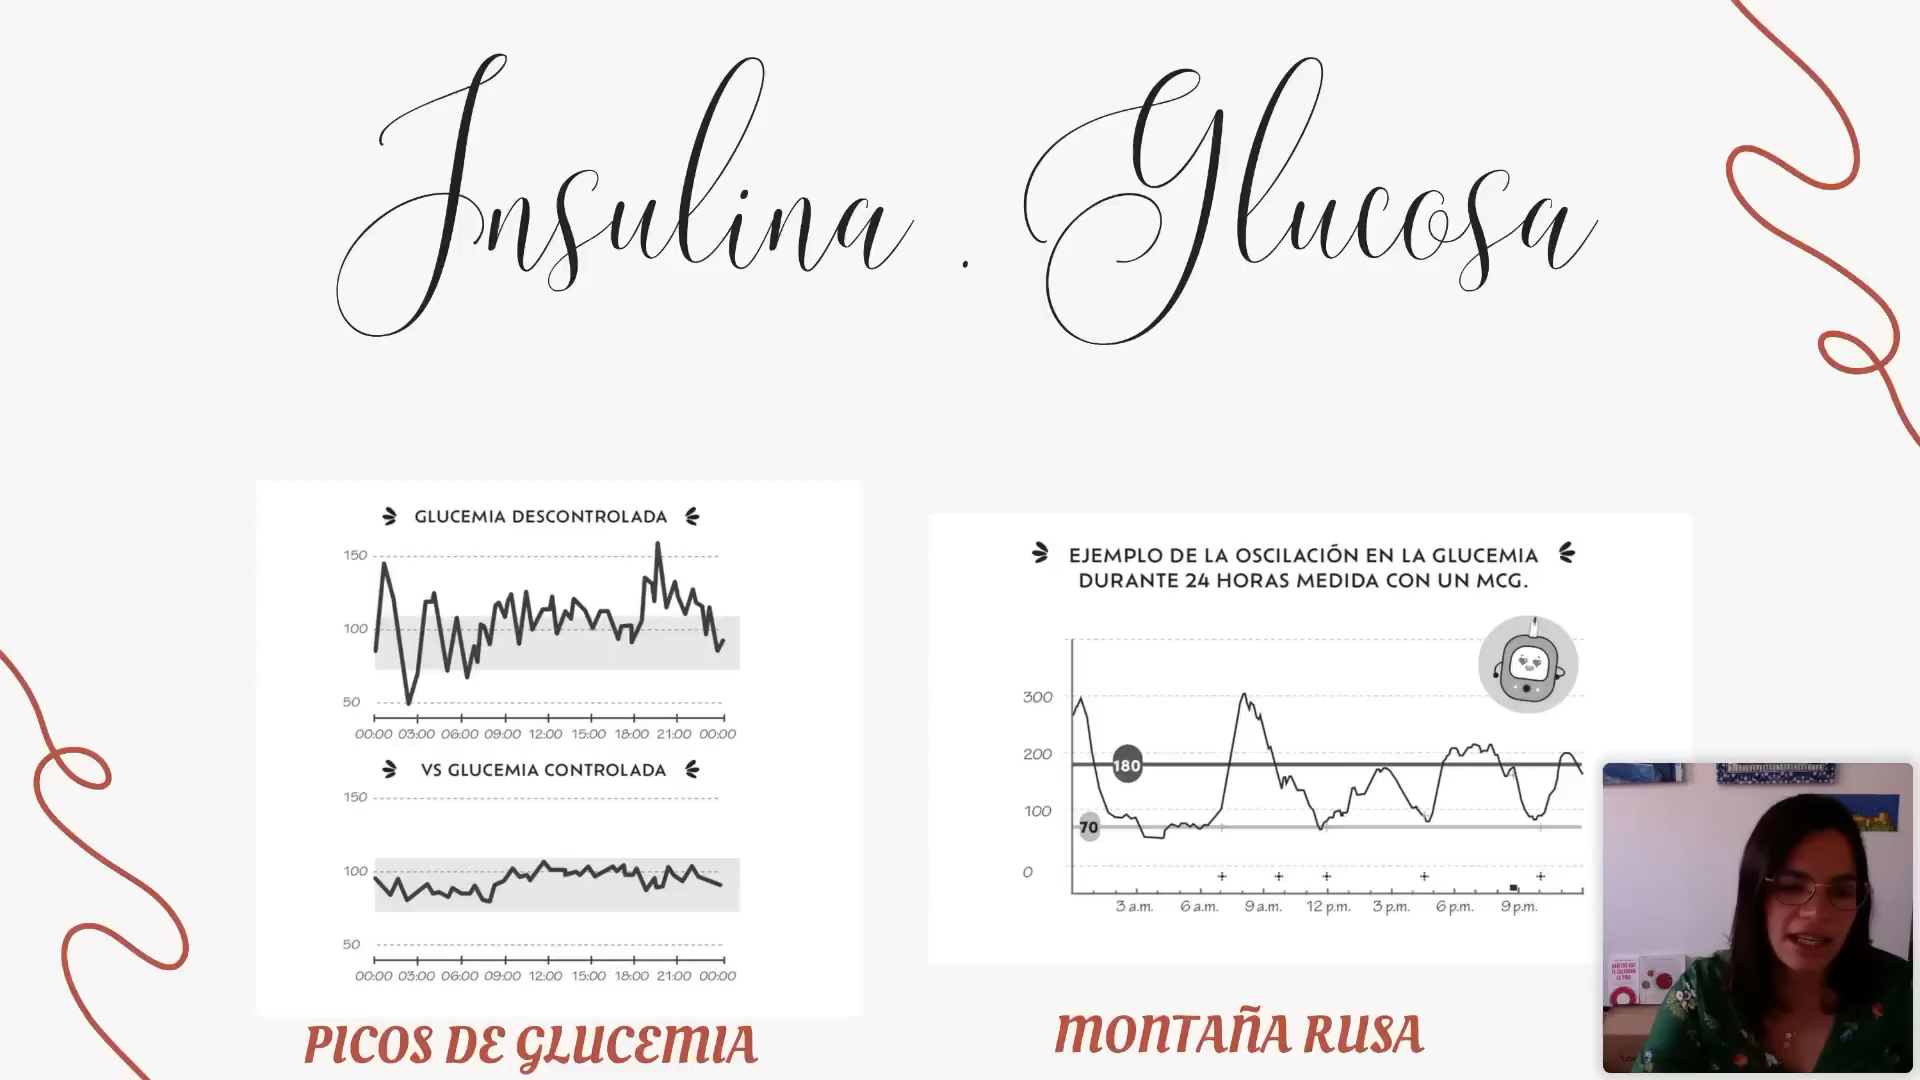 Insulina . Glucosa
GLUCEMIA DESCONTROLADA
150
100
50
00:00 03:00 06:00 09:00 12:00 15:00 18:00 21:00 00:00
VS GLUCEMIA CONTROLADA
150
100
50
00:00 03:00 06:00 09:00 12:00 15:00 18:00 21:00 00:00
PICOS DE GLUCEMIA
EJEMPLO DE LA OSCILACIÓN EN LA GLUCEMIA
DURANTE 24 HORAS MEDIDA CON UN MCG.
300
200
180
100
70
0
3 a.m. 6 a.m. 9 a.m. 12 p.m. 3 p.m. 6 p.m. 9 p.m.
MONTAÑA RUSA